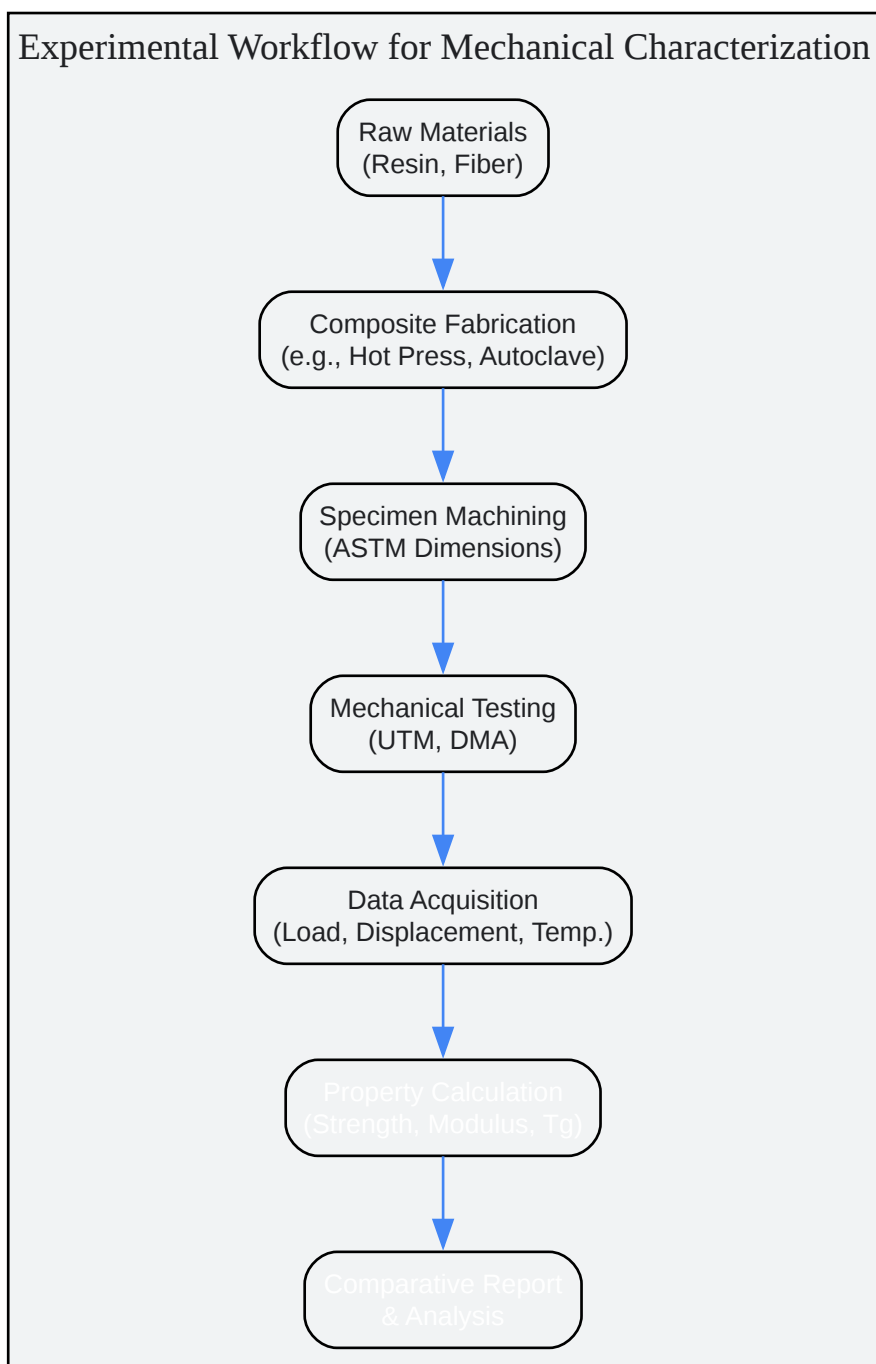 Experimental Workflow for Mechanical Characterization
Raw Materials
(Resin, Fiber)
Composite Fabrication
(e.g., Hot Press, Autoclave)
Specimen Machining
(ASTM Dimensions)
Mechanical Testing
(UTM, DMA)
Data Acquisition
(Load, Displacement, Temp.)
Property Calculation
(Strength, Modulus, Tg)
Comparative Report
& Analysis